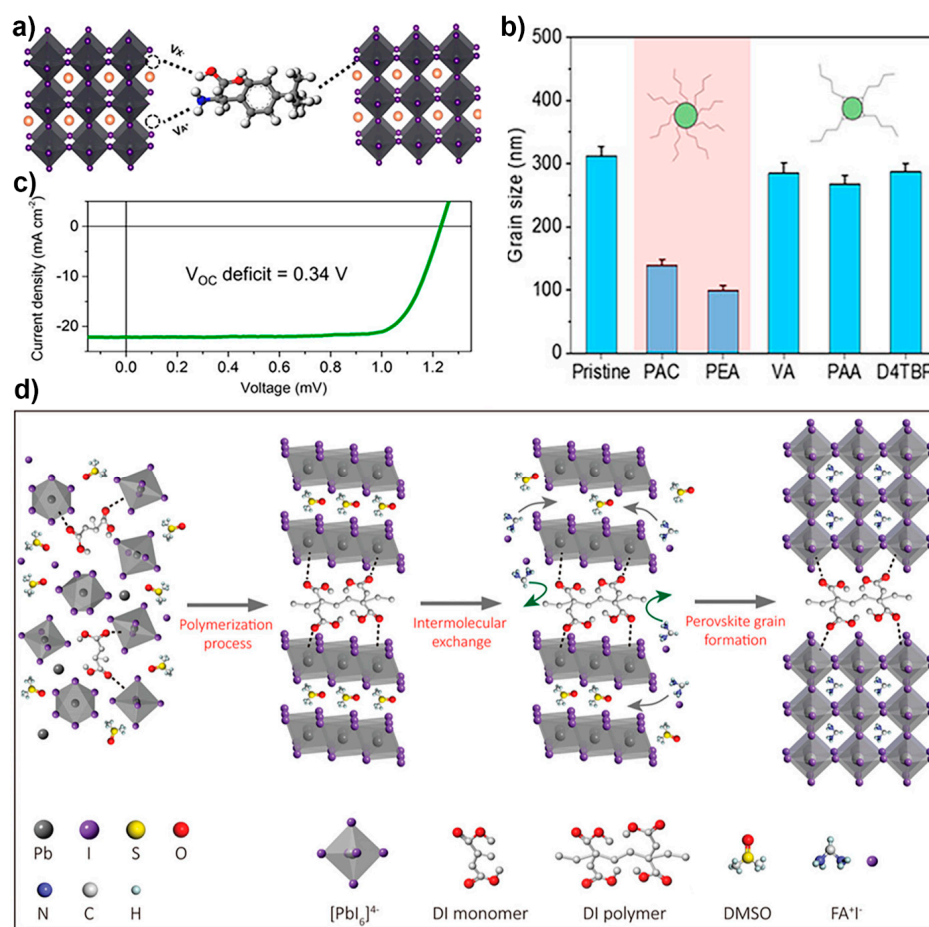 a)
VX-
VA+
b)
500
400
300
200
100
0
Grain size (nm)
Pristine PAC PEA VA PAA D4TBP
c)
0
-10
-20
Current density (mA cm-2)
VOC deficit = 0.34 V
0.0 0.2 0.4 0.6 0.8 1.0 1.2
Voltage (mV)
d)
Polymerization
process
Intermolecular
exchange
Perovskite grain
formation
Pb I S O
N C H
[PbI6]4- DI monomer DI polymer DMSO FA+I-